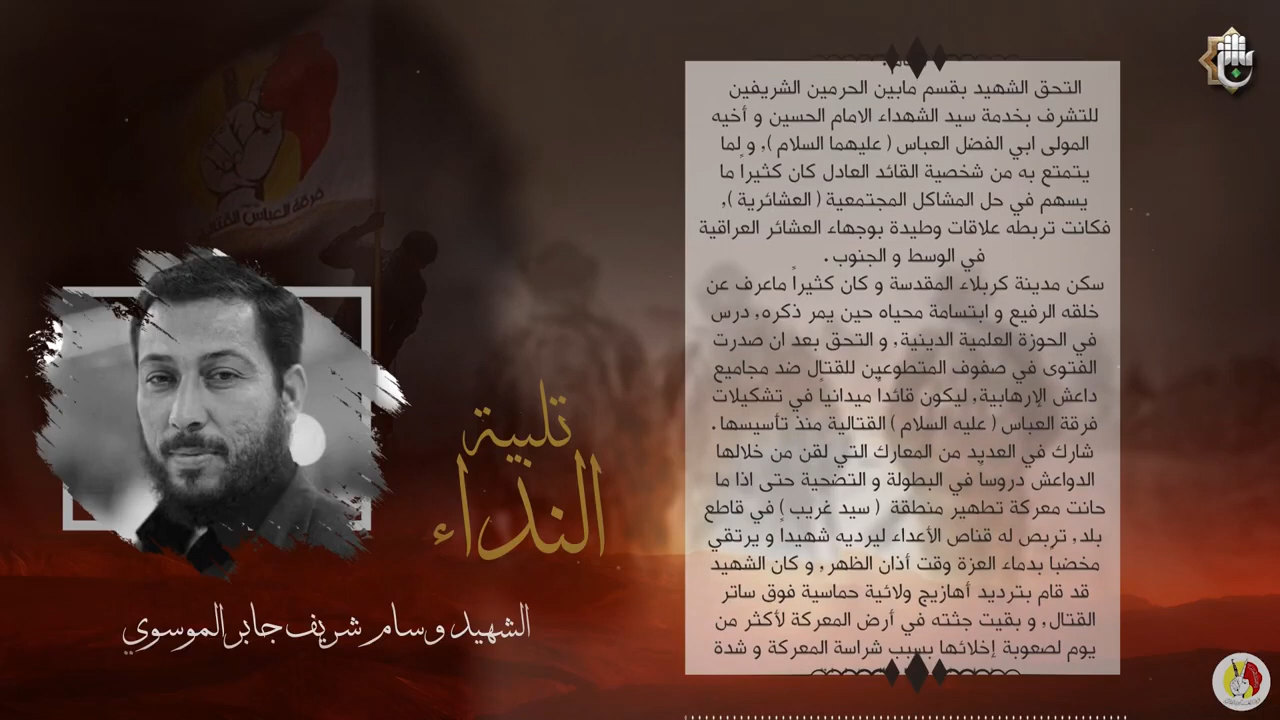 التحق الشهيد بقسم مابين الحرمين الشريفين
للتشرف بخدمة سيد الشهداء الامام الحسين و أخيه
المولى ابي الفضل العباس ( عليهما السلام ), و لما
يتمتع به من شخصية القائد العادل كان كثيراً ما
يسهم في حل المشاكل المجتمعية ( العشائرية ),
فكانت تربطه علاقات وطيدة بوجهاء العشائر العراقية
في الوسط و الجنوب .
سكن مدينة كربلاء المقدسة و كان كثيراً ماعرف عن
خلقه الرفيع و ابتسامة محياه حين يمر ذكره, درس
في الحوزة العلمية الدينية, و التحق بعد ان صدرت
الفتوى في صفوف المتطوعين للقتال ضد مجاميع
داعش الإرهابية, ليكون قائداً ميدانياً في تشكيلات
فرقة العباس ( عليه السلام ) القتالية منذ تأسيسها .
شارك في العديد من المعارك التي لقن من خلالها
الدواعش دروساً في البطولة و التضحية حتى اذا ما
حانت معركة تطهير منطقة ( سيد غريب ) في قاطع
بلد, تربص له قناص الأعداء ليرديه شهيداً و يرتقي
مخضبا بدماء العزة وقت أذان الظهر, و كان الشهيد
قد قام بترديد أهازيج ولائية حماسية فوق ساتر
القتال, و بقيت جثته في أرض المعركة لأكثر من
يوم لصعوبة إخلائها بسبب شراسة المعركة و شدة
تلبية
النداء
الشهيد وسام شريف جابر الموسوي
فرقة العباس القتالية